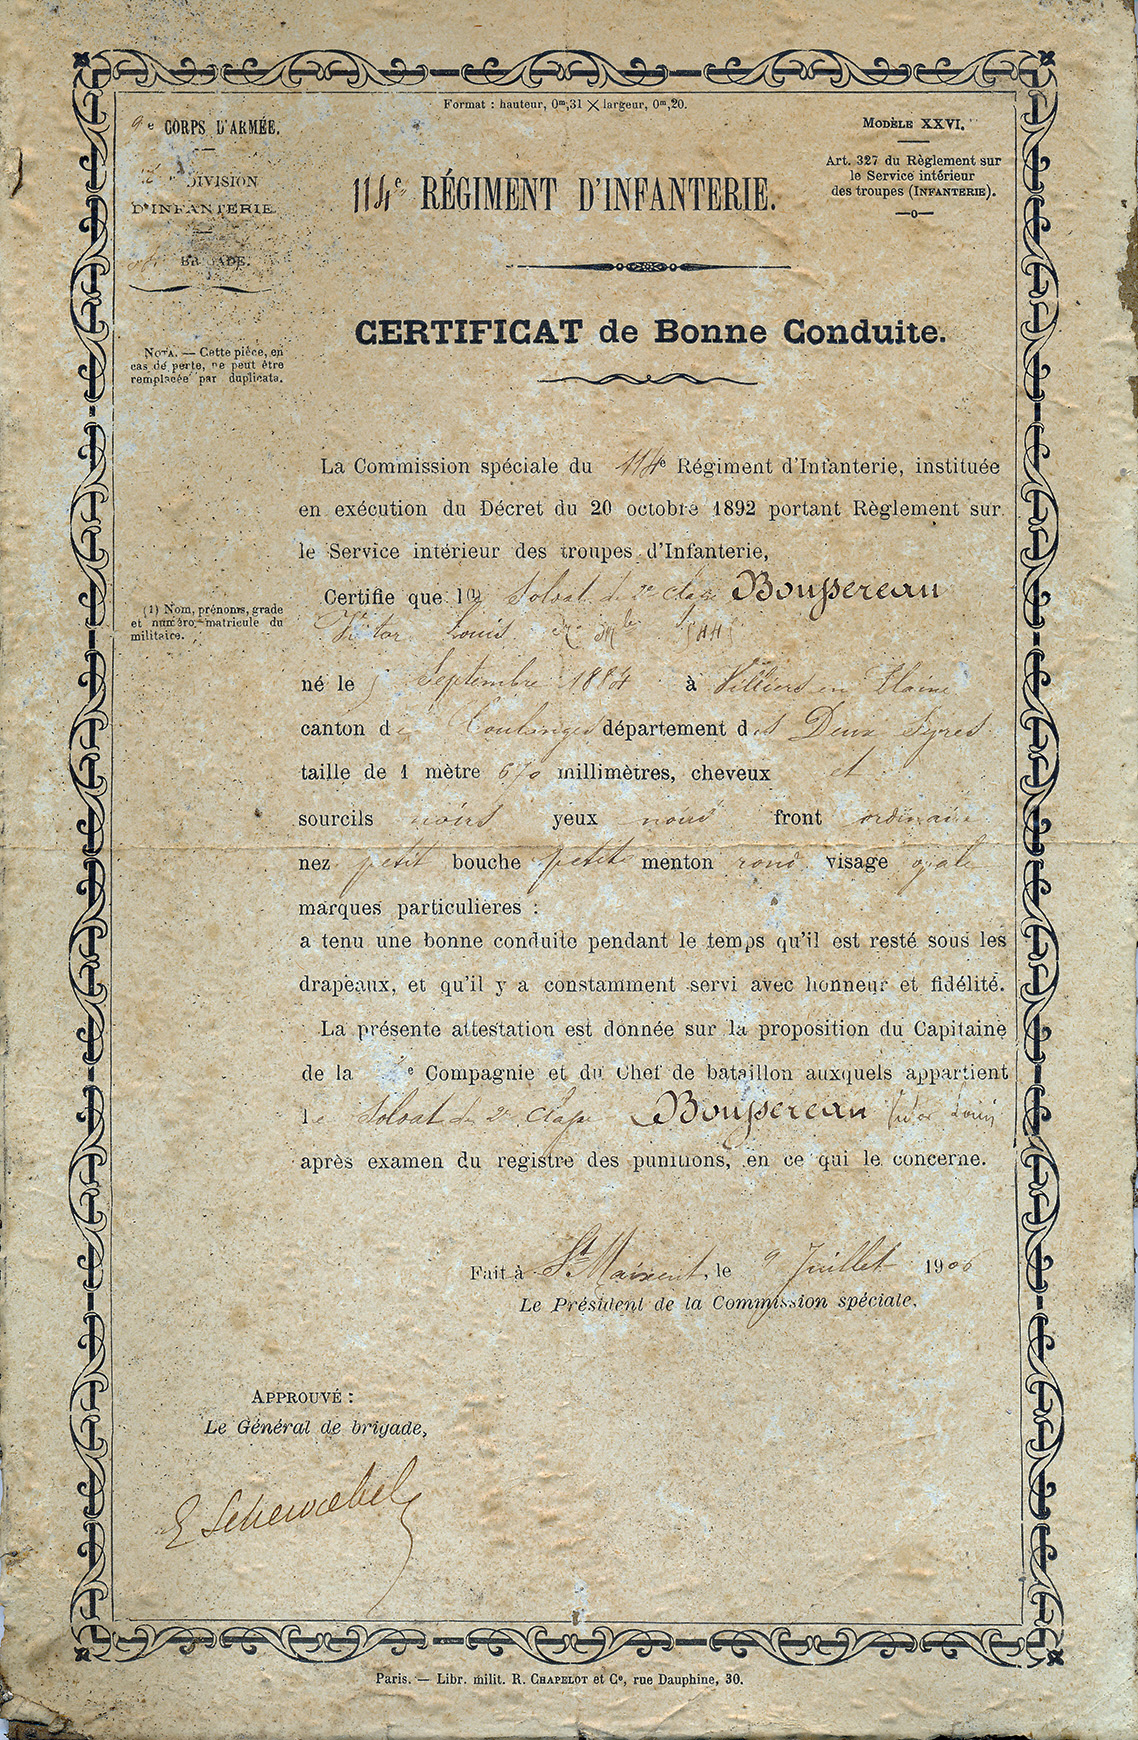 Format : hauteur, 0m,31 X largeur, 0m,20.
9e CORPS D'ARMÉE.
DIVISION
D'INFANTERIE.
BRIGADE.
MODÈLE XXVI.
Art. 327 du Règlement sur
le Service intérieur
des troupes (INFANTERIE).
114e RÉGIMENT D'INFANTERIE.
CERTIFICAT de Bonne Conduite.
NOTA. — Cette pièce, en
cas de perte, ne peut être
remplacée par duplicata.
La Commission spéciale du 114e Régiment d'Infanterie, instituée
en exécution du Décret du 20 octobre 1892 portant Règlement sur
le Service intérieur des troupes d'Infanterie,
Certifie que l (1) Soldat de 2e classe Boussereau
(1) Nom, prénoms, grade
et numéro matricule du
militaire.
Victor Louis
né le Septembre 1884 à Villiers en Plaine
canton de Coulonges département des Deux Sèvres
taille de 1 mètre 670 millimètres, cheveux et
sourcils noirs yeux noirs front ordinaire
nez petit bouche petite menton rond visage ovale
marques particulières :
a tenu une bonne conduite pendant le temps qu'il est resté sous les
drapeaux, et qu'il y a constamment servi avec honneur et fidélité.
La présente attestation est donnée sur la proposition du Capitaine
de la e Compagnie et du Chef de bataillon auxquels appartient
le Soldat de 2e classe Boussereau Victor Louis
après examen du registre des punitions, en ce qui le concerne.
Fait à St Maixent, le 9 Juillet 1906
Le Président de la Commission spéciale,
APPROUVÉ :
Le Général de brigade,
Paris. — Libr. milit. R. CHAPELOT et Ce, rue Dauphine, 30.